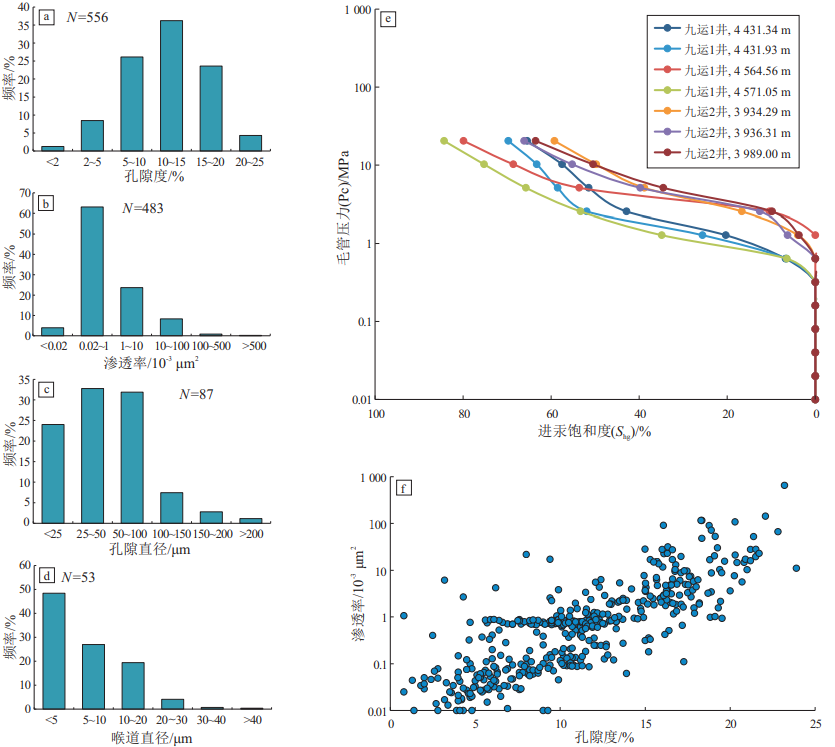 a
N=556
频率/%
40
35
30
25
20
15
10
5
0
<2
2~5
5~10
10~15
15~20
20~25
孔隙度/%
b
N=483
频率/%
70
60
50
40
30
20
10
0
<0.02
0.02~1
1~10
10~100
100~500
>500
渗透率/10⁻³ μm²
c
N=87
频率/%
35
30
25
20
15
10
5
0
<25
25~50
50~100
100~150
150~200
>200
孔隙直径/μm
d
N=53
频率/%
60
50
40
30
20
10
0
<5
5~10
10~20
20~30
30~40
>40
喉道直径/μm
e
毛管压力(Pc)/MPa
1 000
100
10
1
0.1
0.01
100
80
60
40
20
0
进汞饱和度(Shg)/%
九运1井, 4 431.34 m
九运1井, 4 431.93 m
九运1井, 4 564.56 m
九运1井, 4 571.05 m
九运2井, 3 934.29 m
九运2井, 3 936.31 m
九运2井, 3 989.00 m
f
渗透率/10⁻³ μm²
1 000
100
10
1
0.1
0.01
0
5
10
15
20
25
孔隙度/%